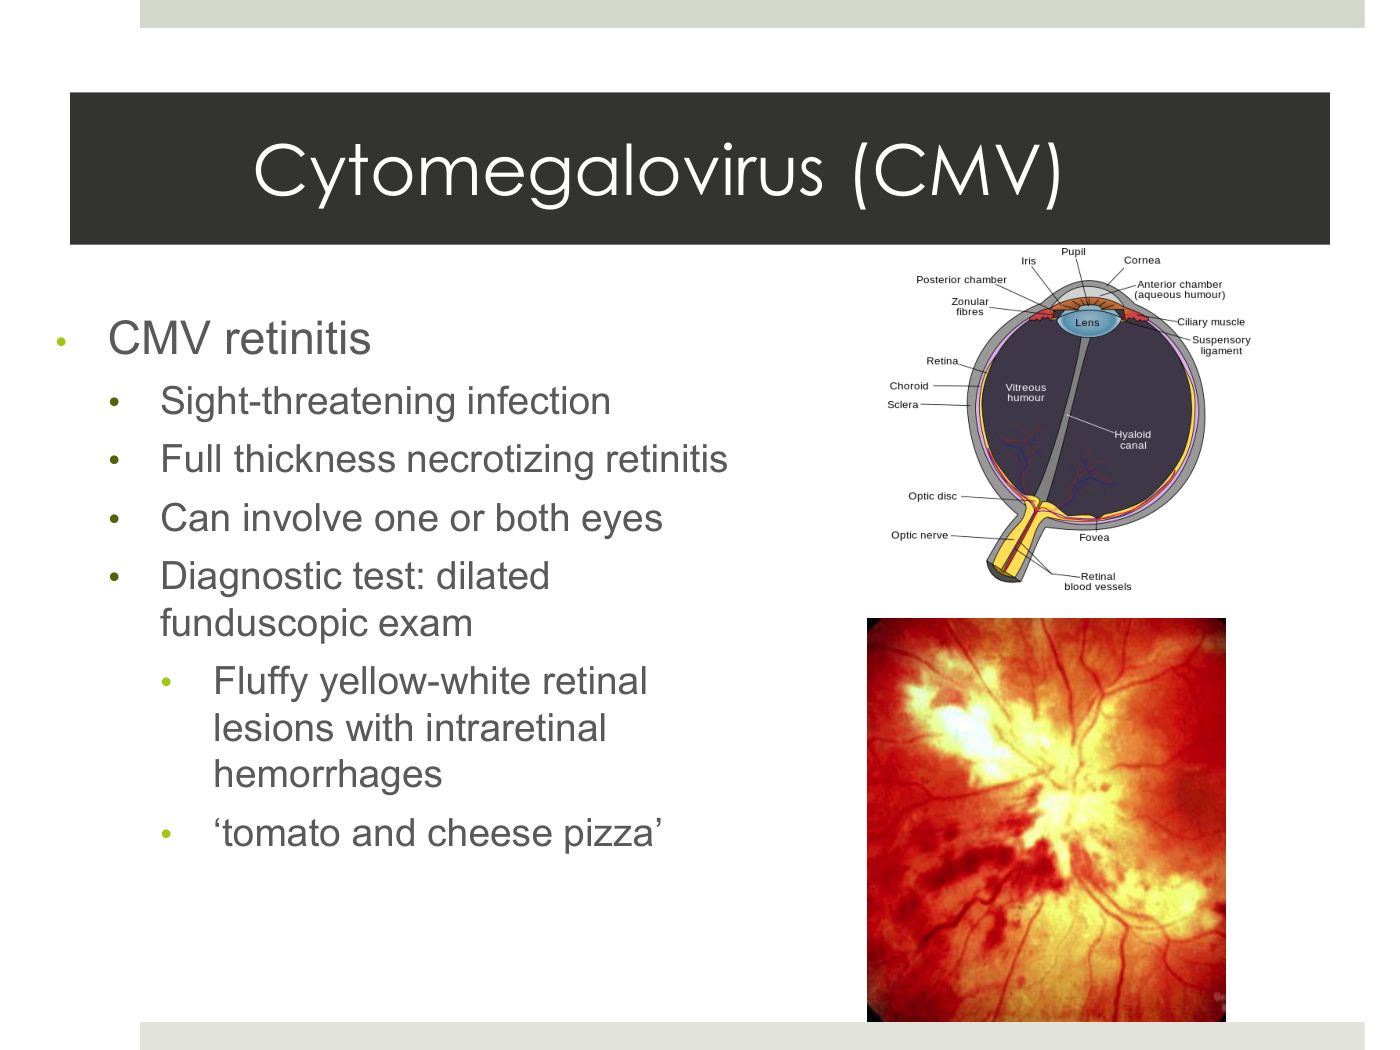 Cytomegalovirus (CMV)
• CMV retinitis
• Sight-threatening infection
• Full thickness necrotizing retinitis
• Can involve one or both eyes
• Diagnostic test: dilated
funduscopic exam
• Fluffy yellow-white retinal
lesions with intraretinal
hemorrhages
• ‘tomato and cheese pizza’
Pupil
Iris
Cornea
Posterior chamber
Anterior chamber
(aqueous humour)
Zonular
fibres
Lens
Ciliary muscle
Suspensory
ligament
Retina
Choroid
Sclera
Vitreous
humour
Hyaloid
canal
Optic disc
Optic nerve
Fovea
Retinal
blood vessels